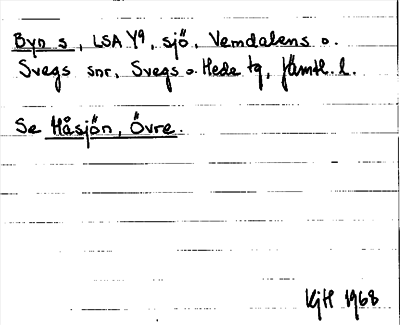 Byn s, LSA Y9, sjö, Vemdalens o.
Svegs snr, Svegs o. Hede tg, Jämtl. l.
Se Håsjön, Övre.
KjH 1968